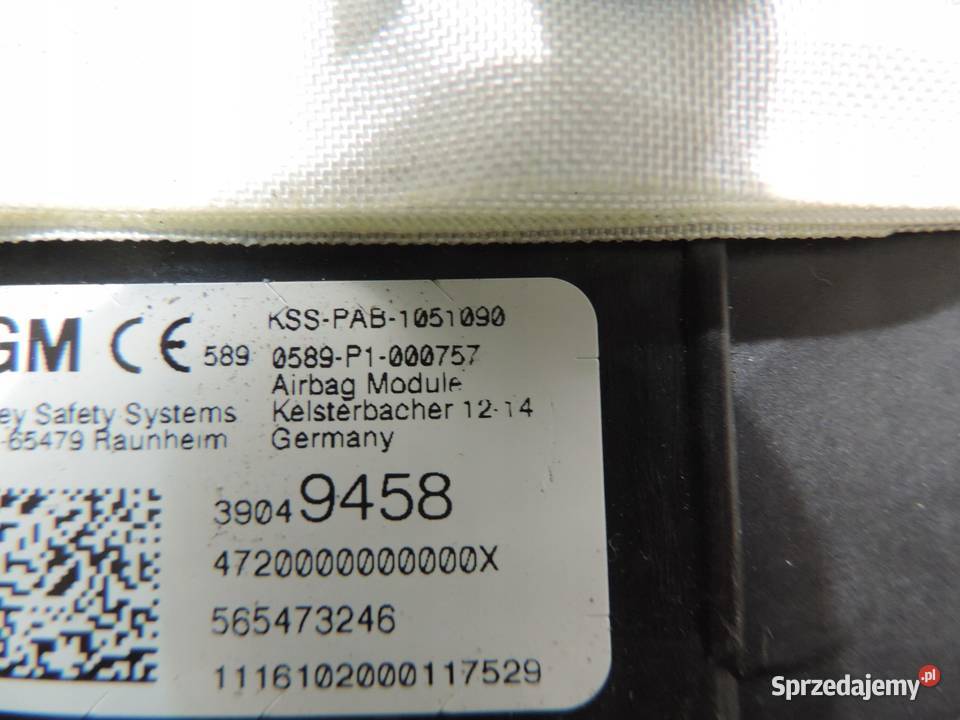 GM CE 589
KSS-PAB-1051090
0589-P1-000757
Airbag Module
ey Safety Systems Kelsterbacher 12-14
-65479 Raunheim Germany
39049458
4720000000000X
565473246
1116102000117529
Sprzedajemy.pl